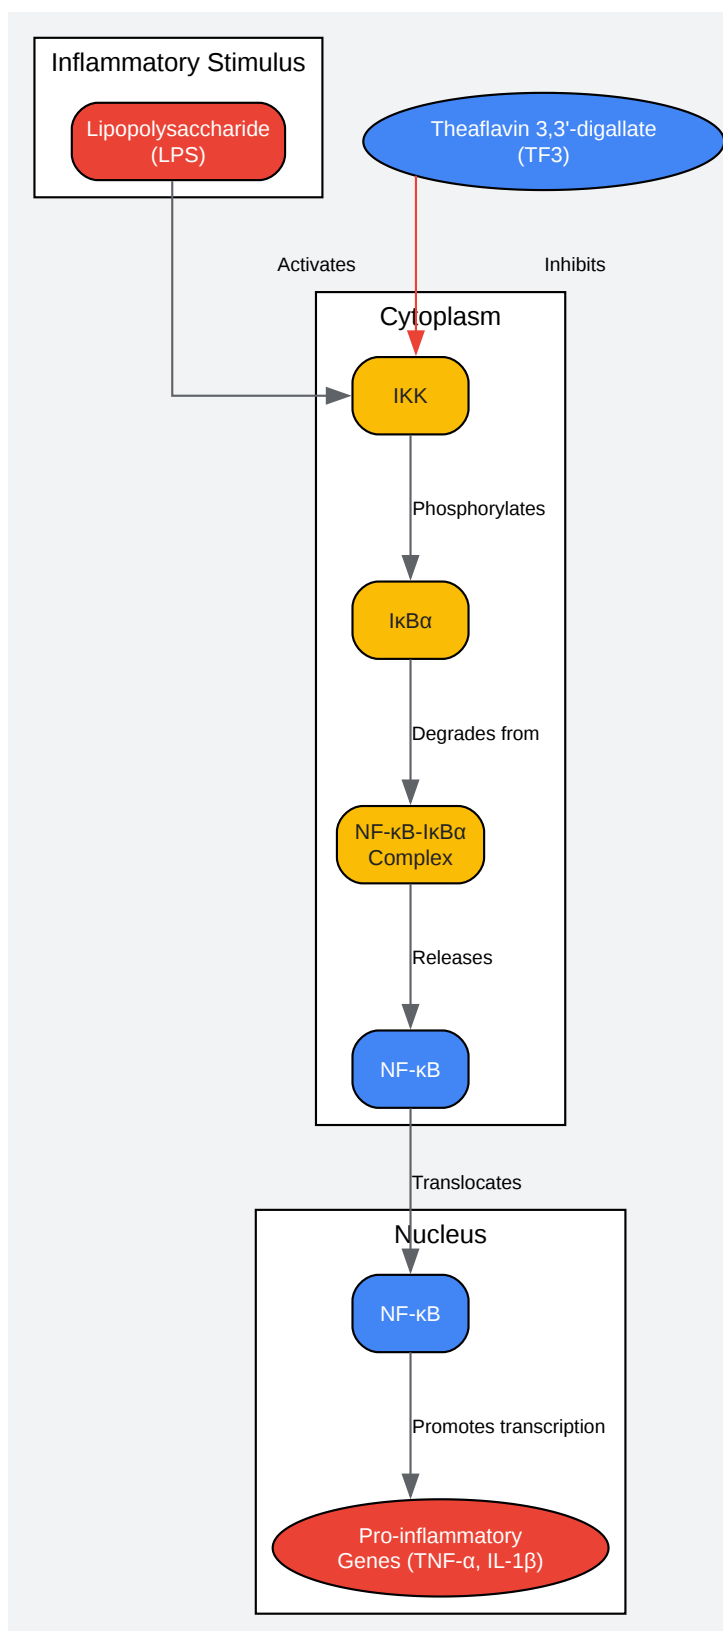 Inflammatory Stimulus
Lipopolysaccharide
(LPS)
Theaflavin 3,3'-digallate
(TF3)
Activates
Inhibits
Cytoplasm
IKK
Phosphorylates
IκBα
Degrades from
NF-κB-IκBα
Complex
Releases
NF-κB
Translocates
Nucleus
NF-κB
Promotes transcription
Pro-inflammatory
Genes (TNF-α, IL-1β)